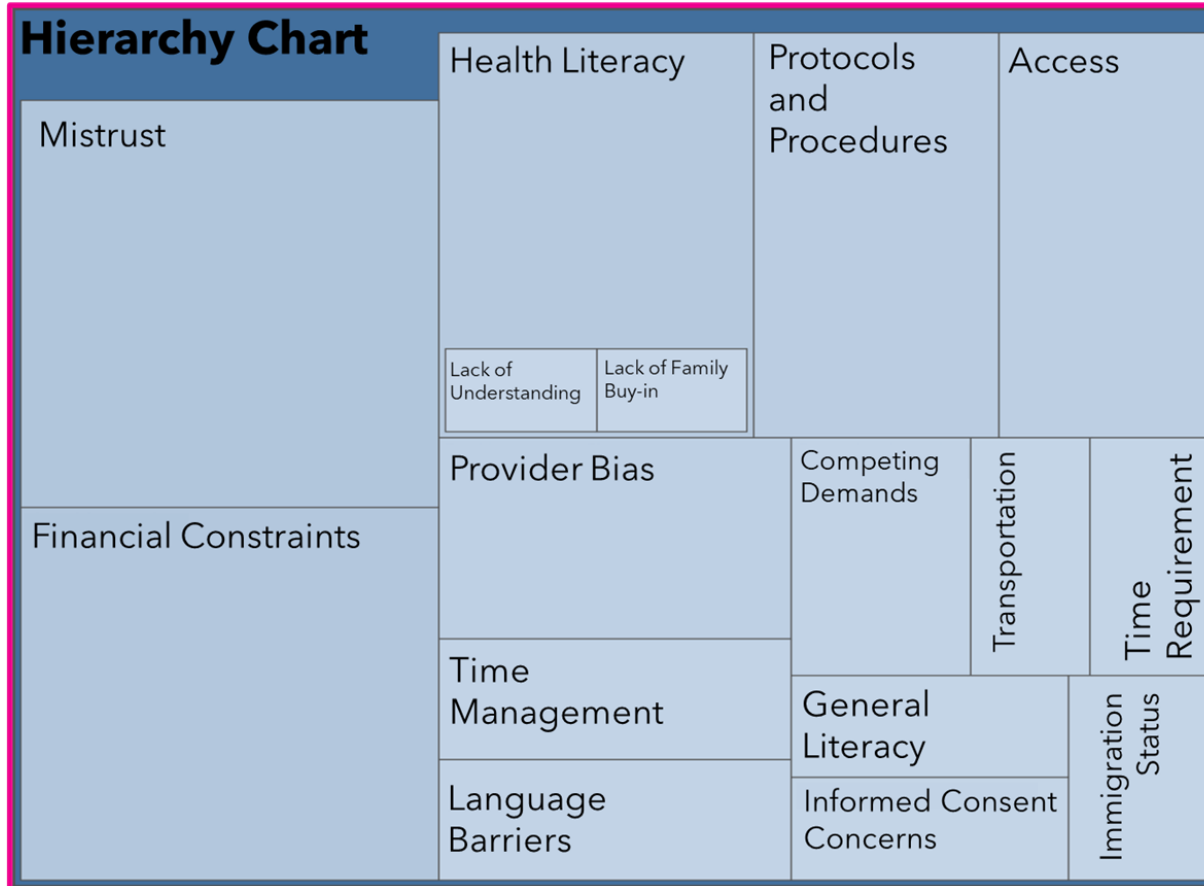 Hierarchy Chart
Mistrust
Financial Constraints
Health Literacy
Lack of
Understanding
Lack of Family
Buy-in
Protocols
and
Procedures
Access
Provider Bias
Time
Management
Language
Barriers
Competing
Demands
Transportation
Time
Requirement
General
Literacy
Informed Consent
Concerns
Immigration
Status